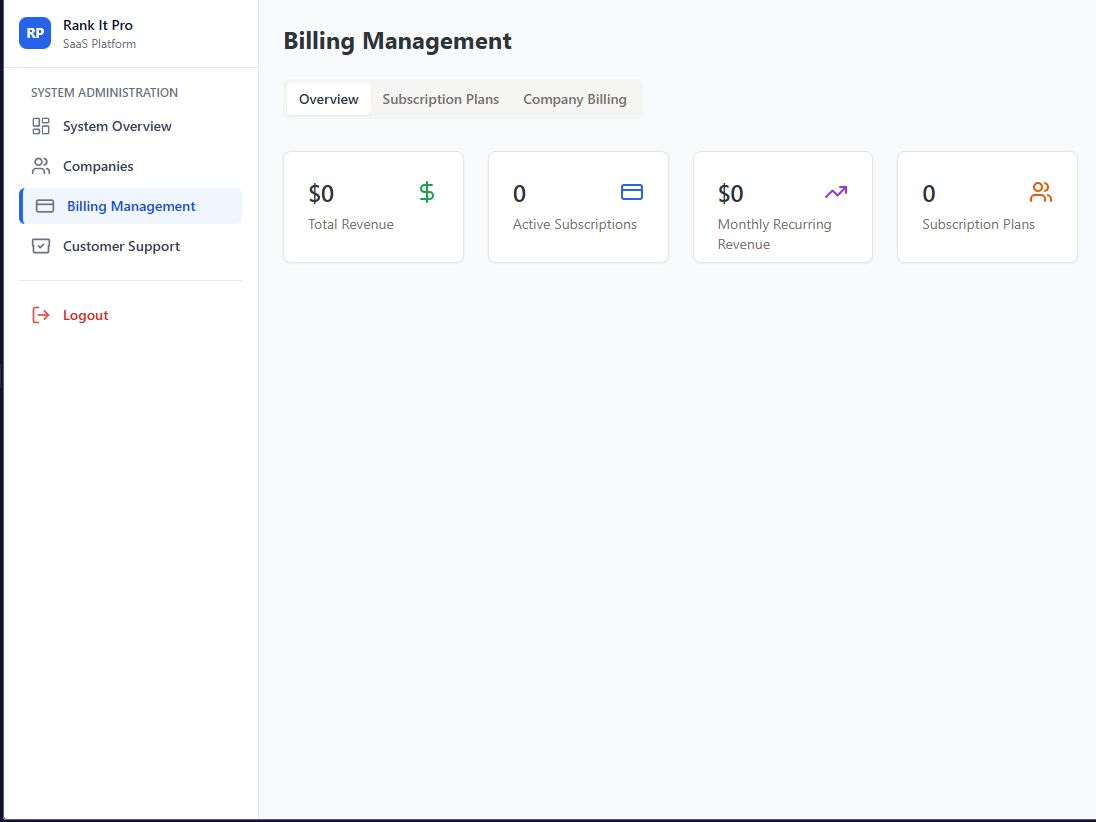 RP
Rank It Pro
SaaS Platform
SYSTEM ADMINISTRATION
System Overview
Companies
Billing Management
Customer Support
Logout
Billing Management
Overview
Subscription Plans
Company Billing
$0
Total Revenue
0
Active Subscriptions
$0
Monthly Recurring
Revenue
0
Subscription Plans